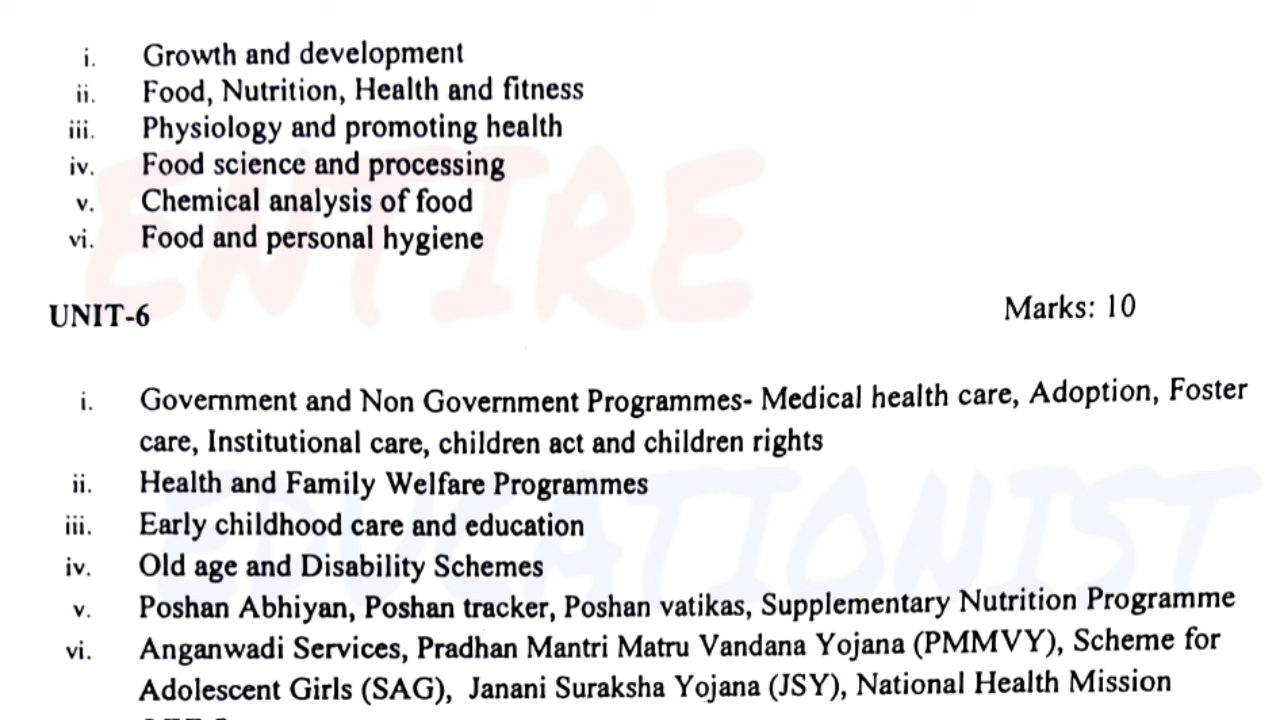 i. Growth and development
ii. Food, Nutrition, Health and fitness
iii. Physiology and promoting health
iv. Food science and processing
v. Chemical analysis of food
vi. Food and personal hygiene
ENTIRE
UNIT-6 Marks: 10
i. Government and Non Government Programmes- Medical health care, Adoption, Foster
care, Institutional care, children act and children rights
ii. Health and Family Welfare Programmes
iii. Early childhood care and education
EDUCATIONIST
iv. Old age and Disability Schemes
v. Poshan Abhiyan, Poshan tracker, Poshan vatikas, Supplementary Nutrition Programme
vi. Anganwadi Services, Pradhan Mantri Matru Vandana Yojana (PMMVY), Scheme for
Adolescent Girls (SAG), Janani Suraksha Yojana (JSY), National Health Mission